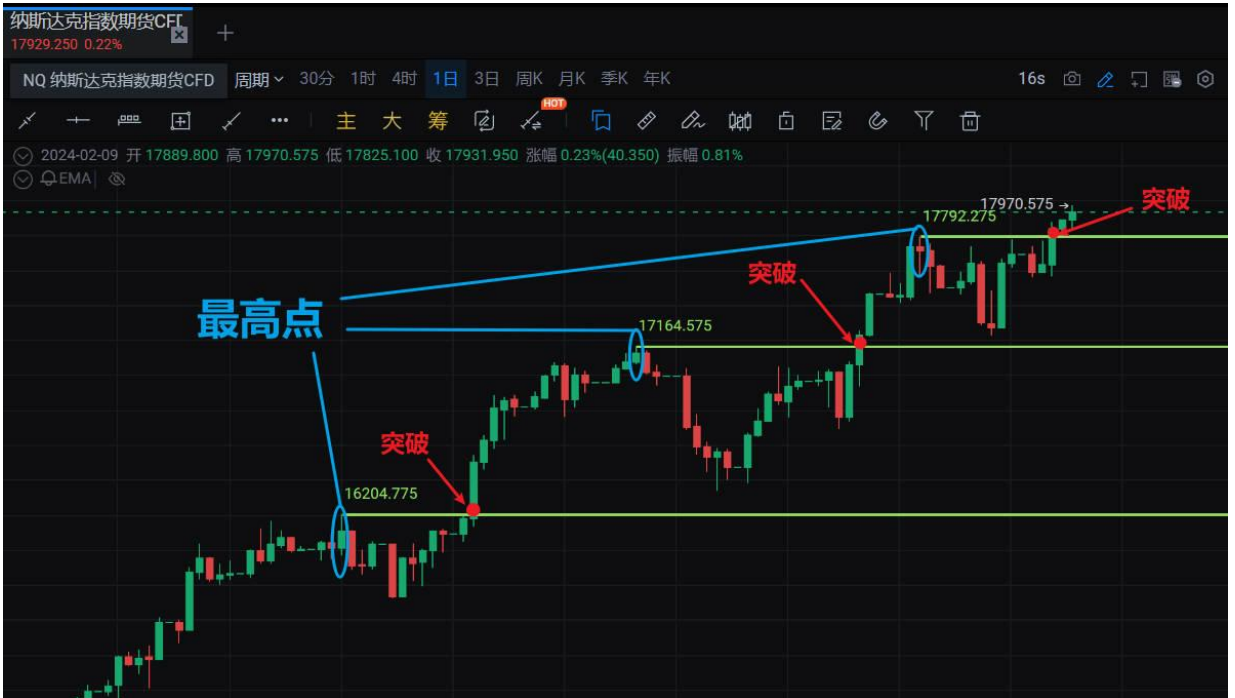 纳斯达克指数期货CFD
17929.250 0.22%
NQ 纳斯达克指数期货CFD 周期 30分 1时 4时 1日 3日 周K 月K 季K 年K 16s
HOT
主 大 筹
2024-02-09 开 17889.800 高 17970.575 低 17825.100 收 17931.950 涨幅 0.23%(40.350) 振幅 0.81%
EMA
17970.575
突破
17792.275
突破
最高点
17164.575
突破
16204.775